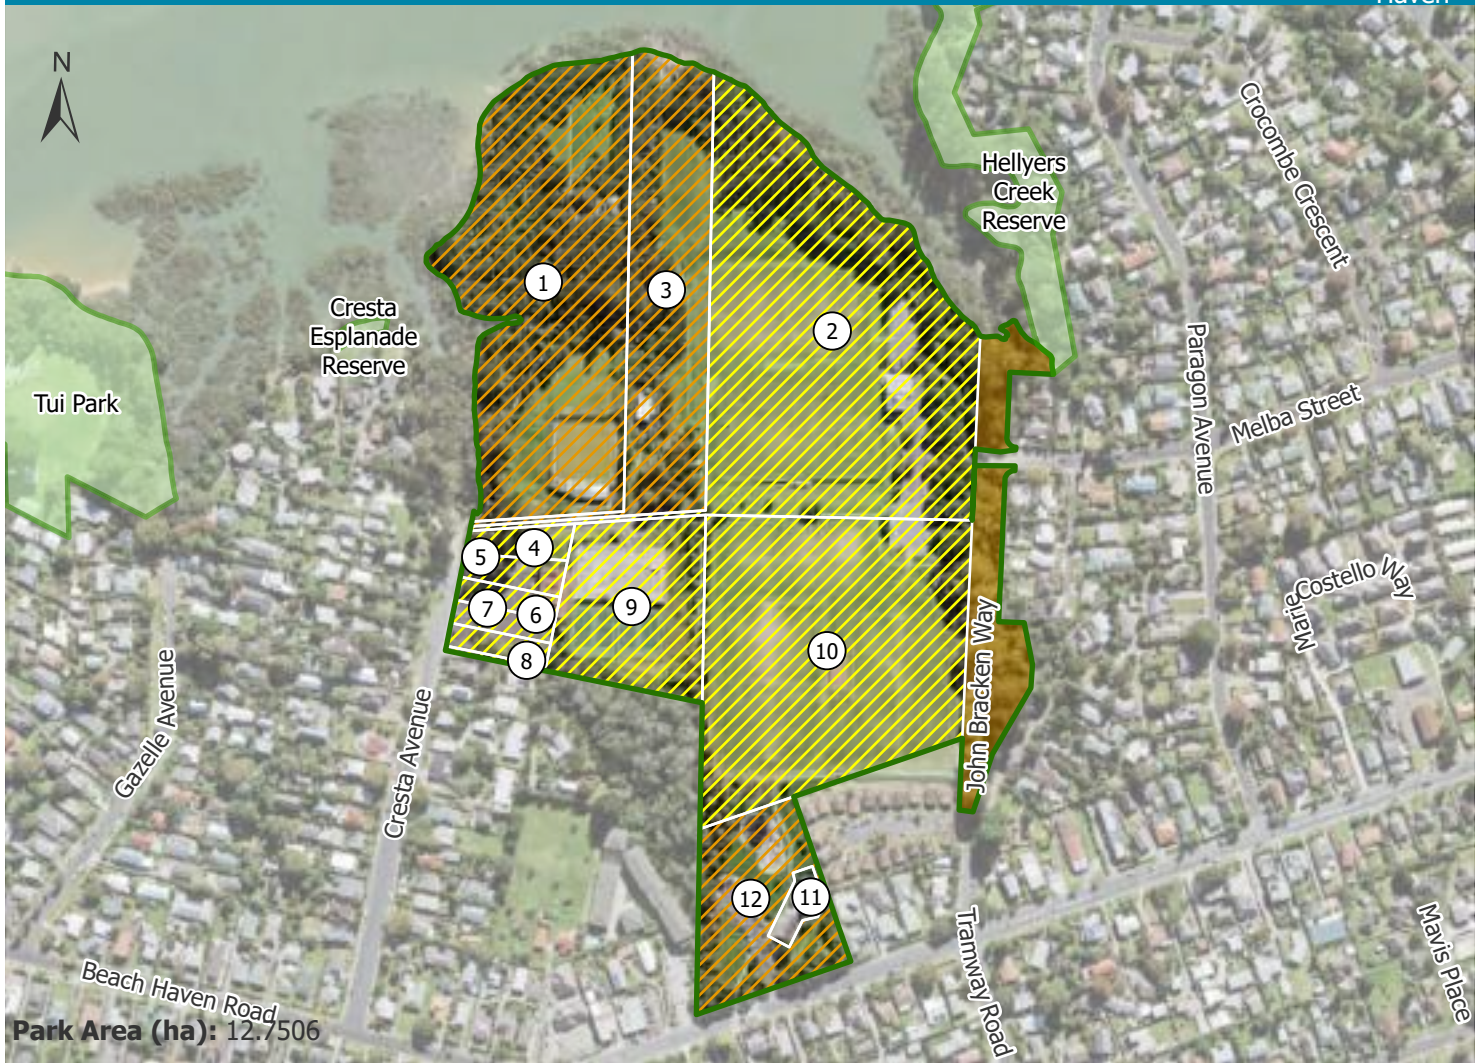 Haven
N
Crocombe Crescent
Hellyers
Creek
Reserve
1
3
2
Cresta
Esplanade
Reserve
Paragon Avenue
Tui Park
Melba Street
5
4
7
6
9
8
10
Costello Way
Marie
John Bracken Way
Gazelle Avenue
Cresta Avenue
12
11
Tramway Road
Mavis Place
Beach Haven Road
Park Area (ha): 12.7506